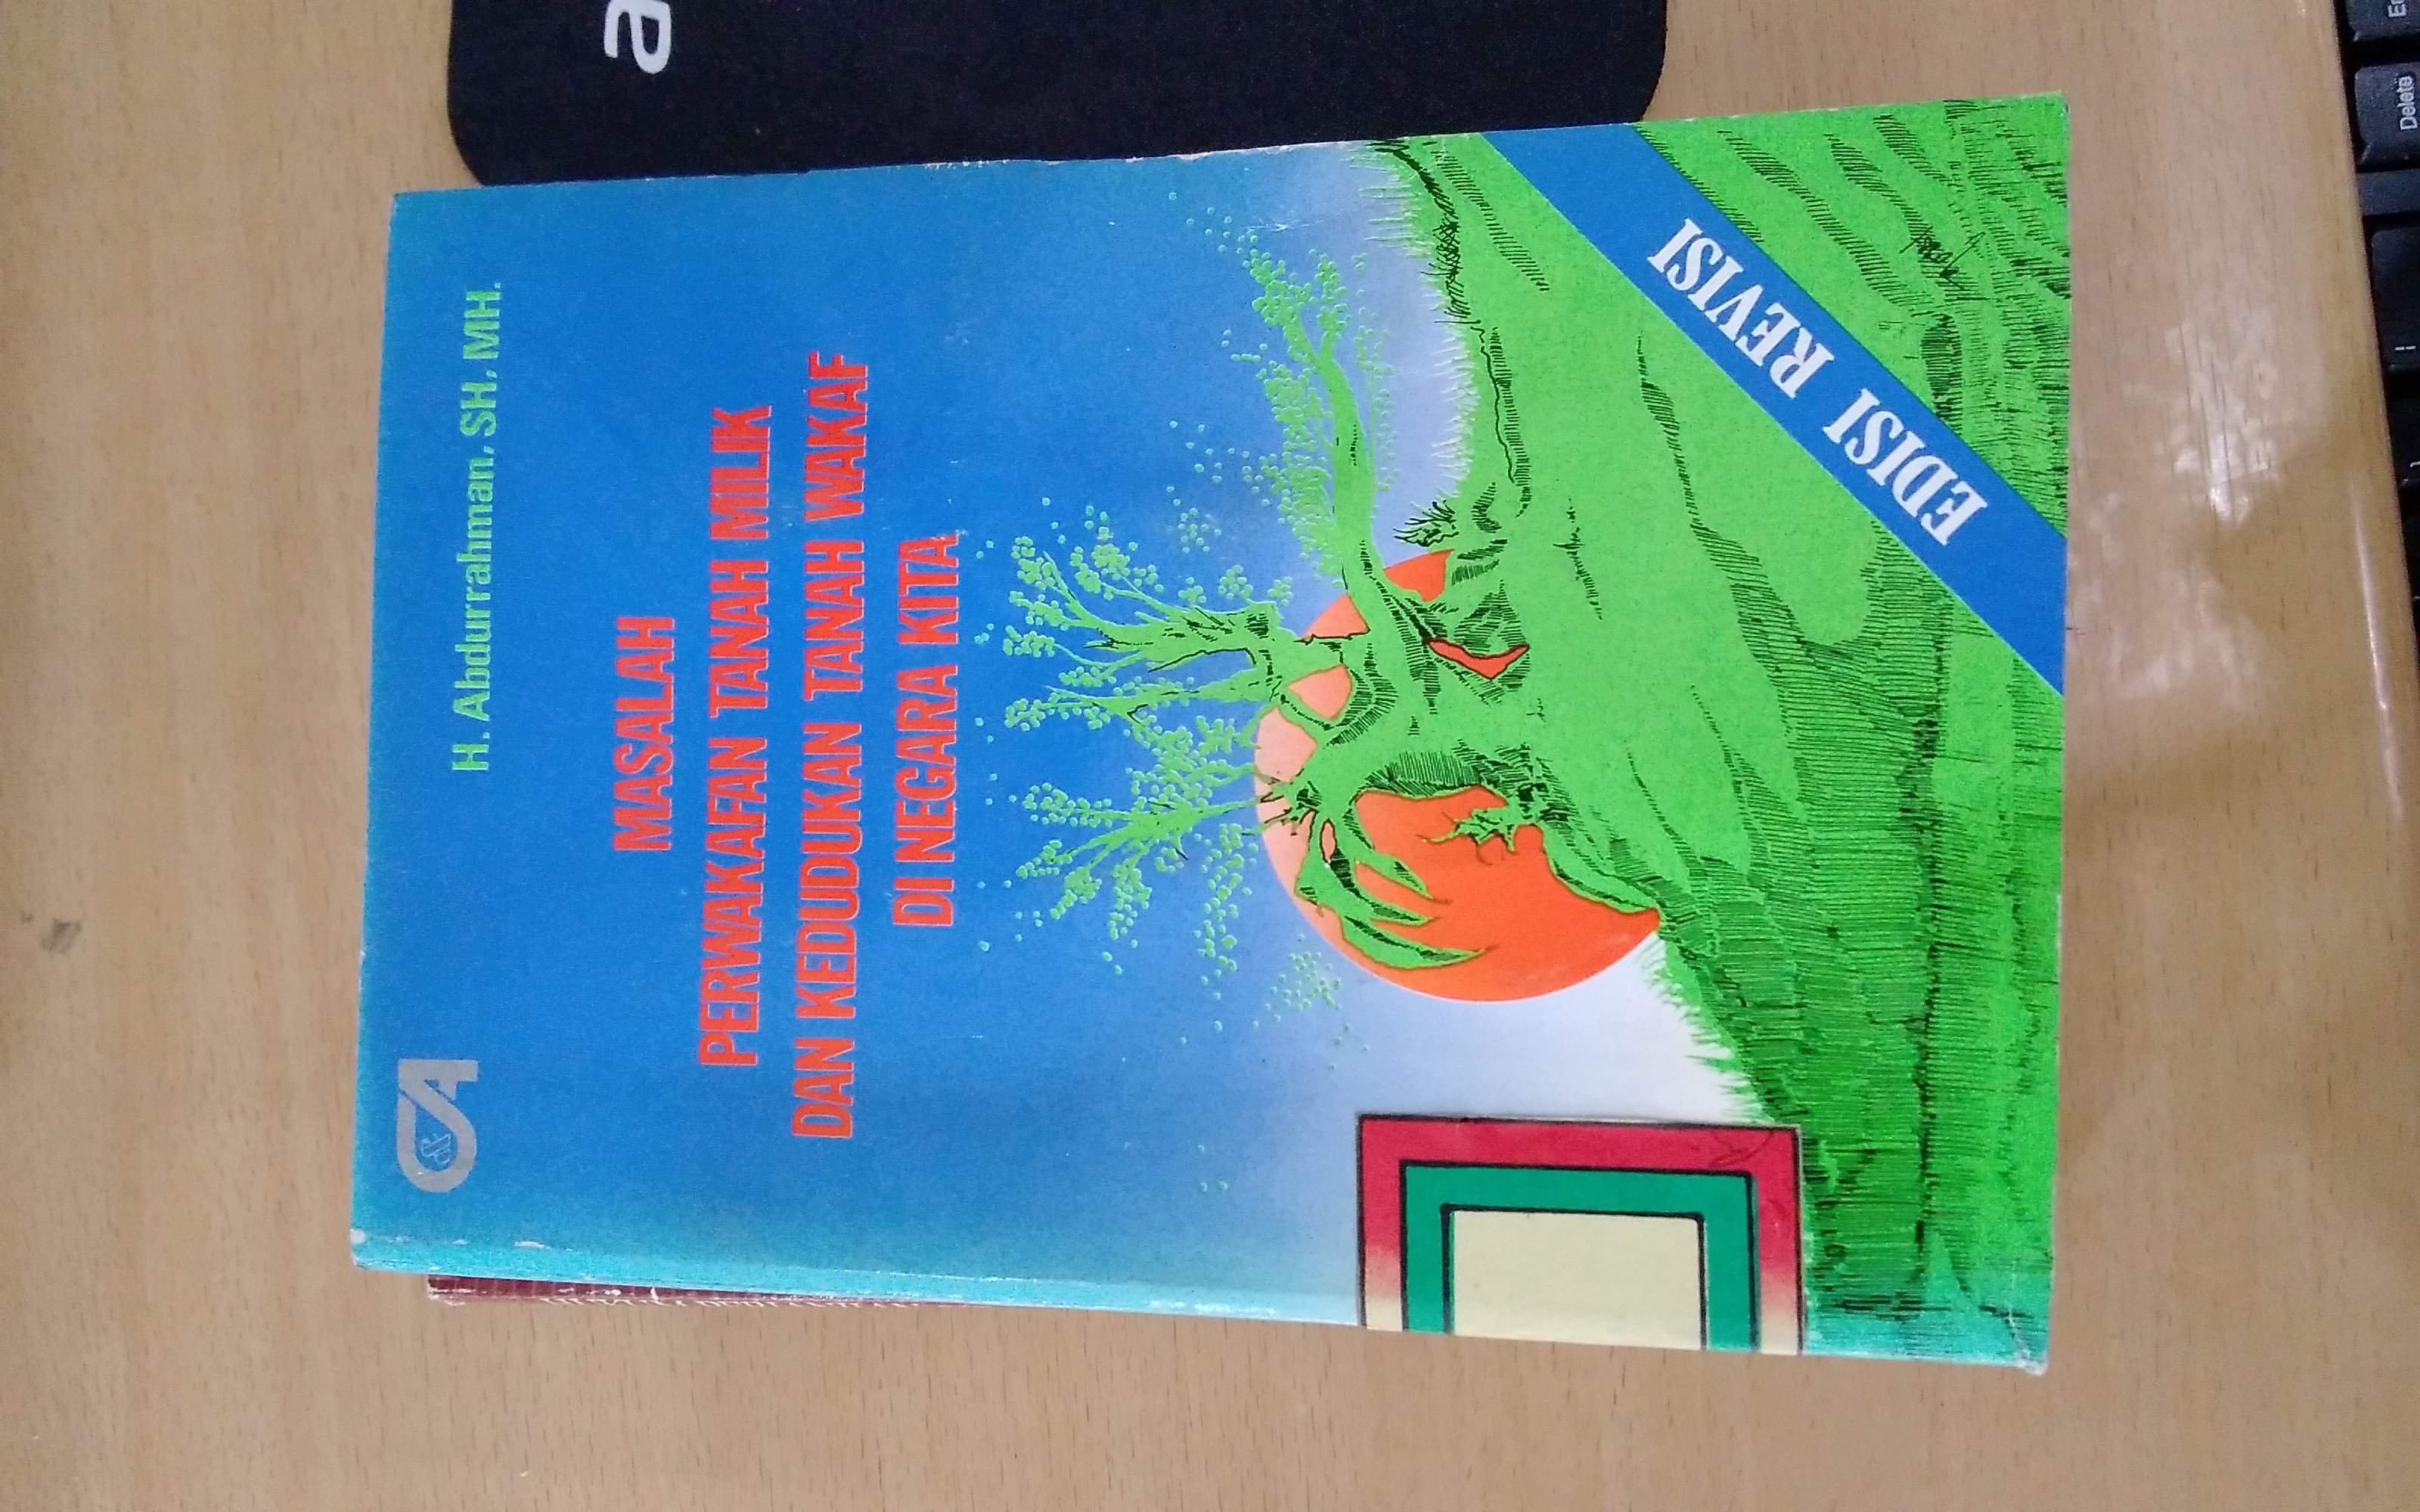 H. Abdurrahman, SH, MH.
MASALAH
PERWAKAFAN TANAH MILIK
DAN KEDUDUKAN TANAH WAKAF
DI NEGARA KITA
EDISI REVISI
a
Delete